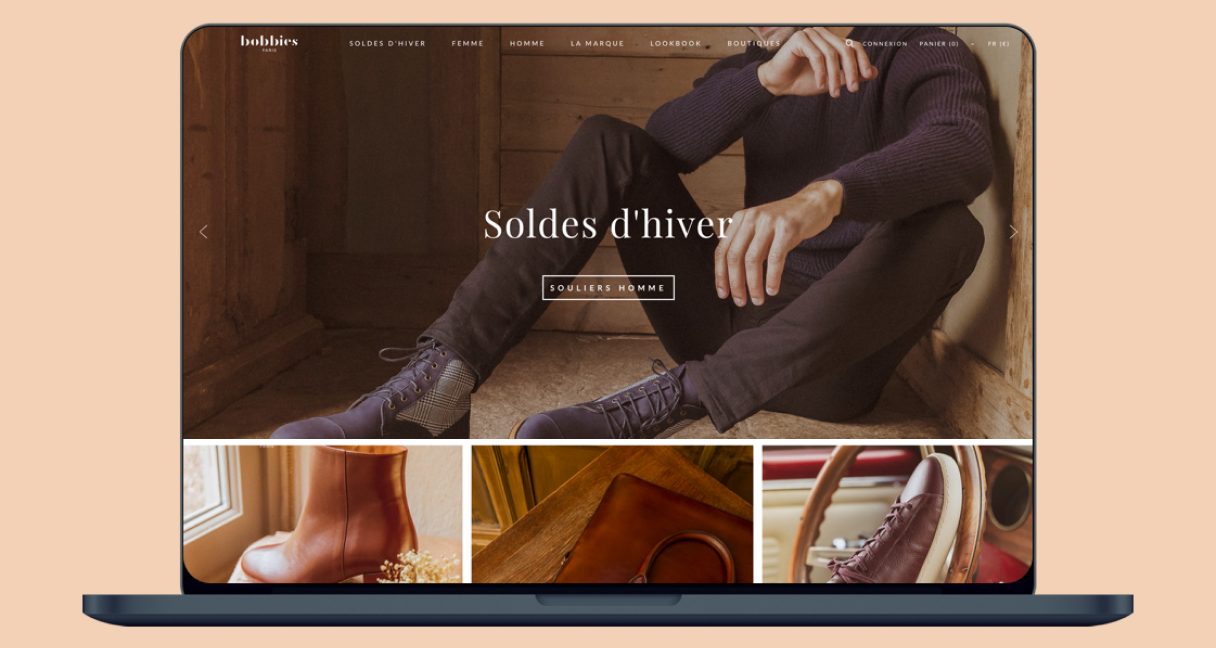 bobbies
PARIS
SOLDES D'HIVER FEMME HOMME LA MARQUE LOOKBOOK BOUTIQUES CONNEXION PANIER (0) FR (€)
Soldes d'hiver
SOULIERS HOMME